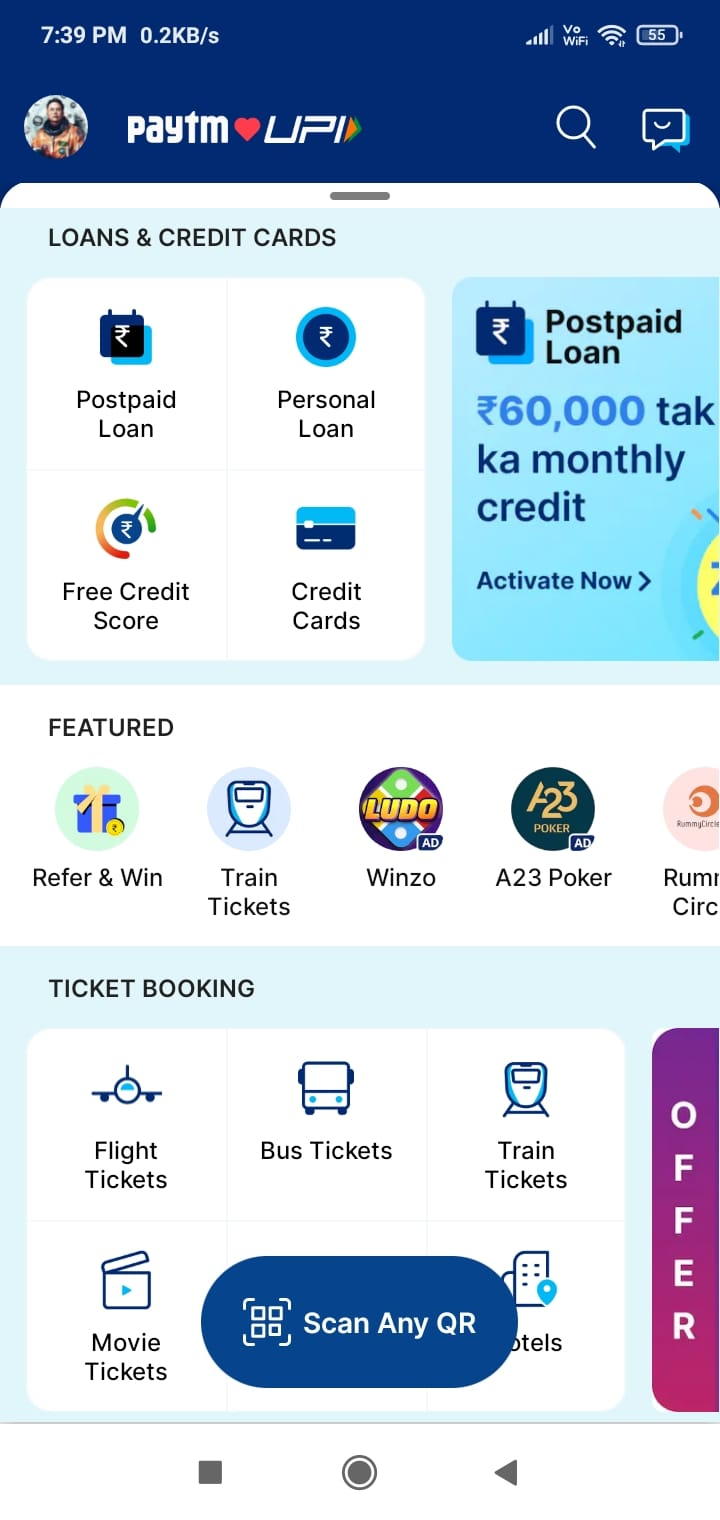 7:39 PM 0.2KB/s
Vo
WiFi
55
paytm UPI
LOANS & CREDIT CARDS
Postpaid
Loan
Personal
Loan
Free Credit
Score
Credit
Cards
Postpaid
Loan
₹60,000 tak
ka monthly
credit
Activate Now
FEATURED
Refer & Win
Train
Tickets
LUDO
AD
Winzo
A23
POKER
AD
A23 Poker
RummyCircle
Circ
TICKET BOOKING
Flight
Tickets
Bus Tickets
Train
Tickets
Movie
Tickets
Scan Any QR
otels
O
F
F
E
R